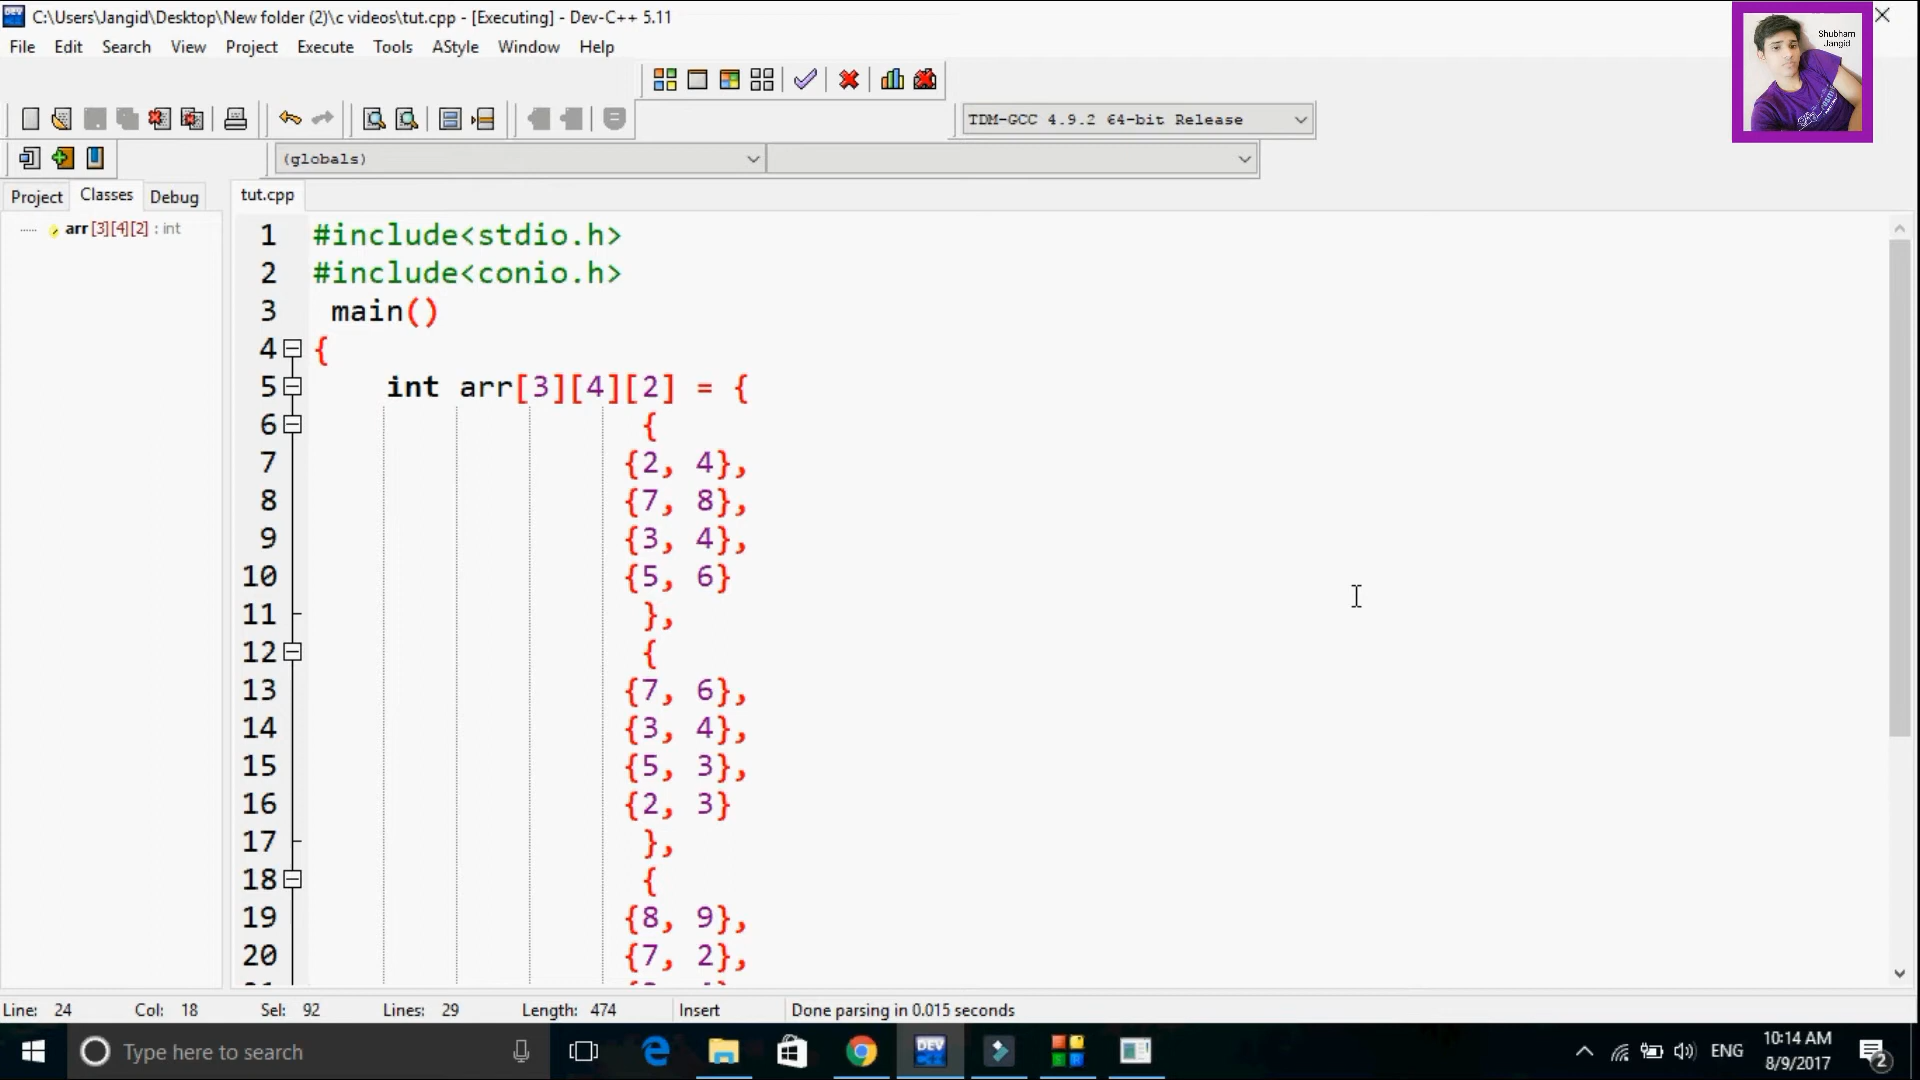 C:\Users\Jangid\Desktop\New folder (2)\c videos\tut.cpp - [Executing] - Dev-C++ 5.11
Shubham
Jangid
File Edit Search View Project Execute Tools AStyle Window Help
TDM-GCC 4.9.2 64-bit Release
(globals)
Project Classes Debug
tut.cpp
arr [3][4][2] : int
1 #include<stdio.h>
2 #include<conio.h>
3 main()
4 {
5 int arr[3][4][2] = {
6 {
7 {2, 4},
8 {7, 8},
9 {3, 4},
10 {5, 6}
11 },
12 {
13 {7, 6},
14 {3, 4},
15 {5, 3},
16 {2, 3}
17 },
18 {
19 {8, 9},
20 {7, 2},
Line: 24 Col: 18 Sel: 92 Lines: 29 Length: 474 Insert Done parsing in 0.015 seconds
Type here to search
DEV
ENG
10:14 AM
8/9/2017
2